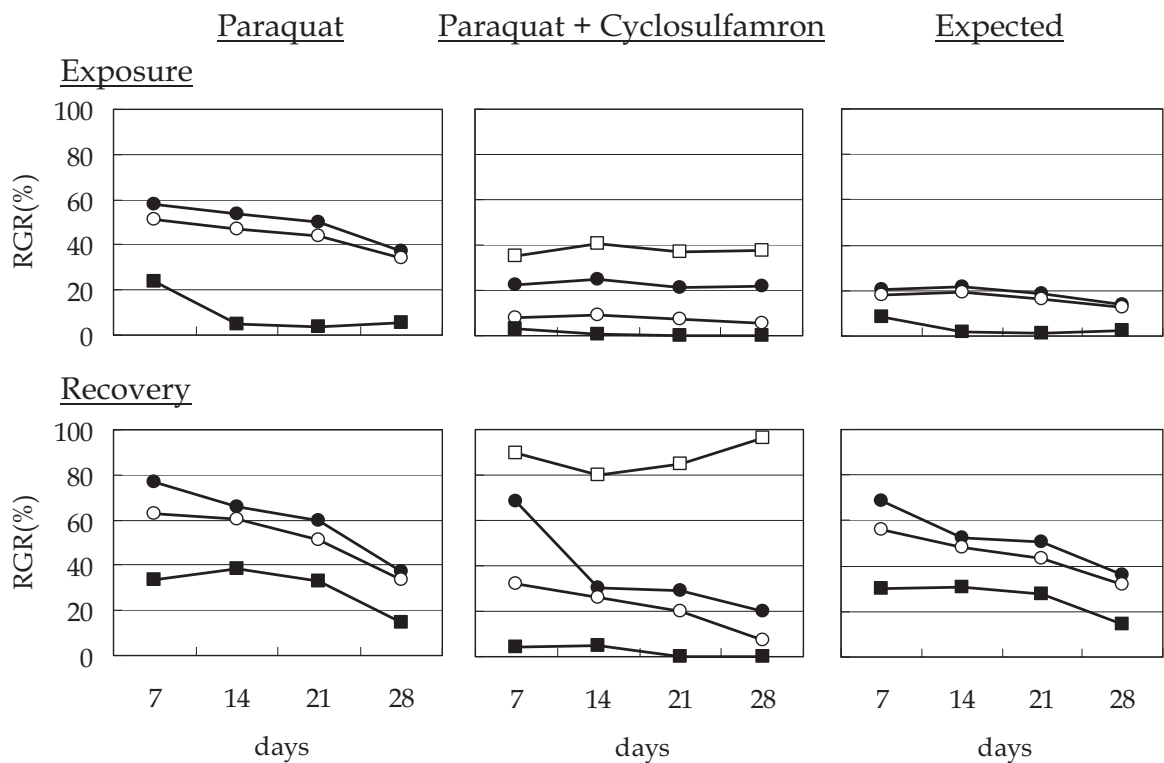 Paraquat Paraquat + Cyclosulfamron Expected
Exposure
100
80
60
40
20
0
RGR(%)
Recovery
100
80
60
40
20
0
RGR(%)
7 14 21 28 7 14 21 28 7 14 21 28
days days days